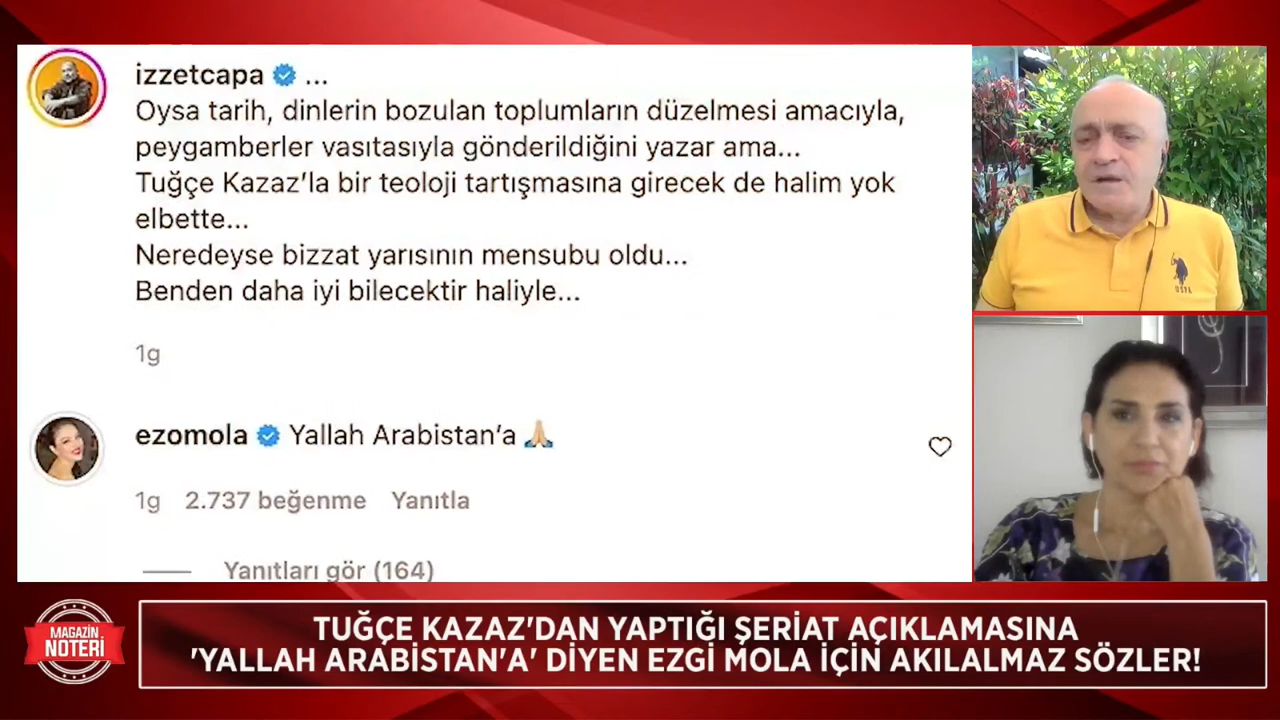 izzetcapa ...
Oysa tarih, dinlerin bozulan toplumların düzelmesi amacıyla,
peygamberler vasıtasıyla gönderildiğini yazar ama...
Tuğçe Kazaz’la bir teoloji tartışmasına girecek de halim yok
elbette...
Neredeyse bizzat yarısının mensubu oldu...
Benden daha iyi bilecektir haliyle...
1g
ezomola Yallah Arabistan’a 🙏🏼
1g 2.737 beğenme Yanıtla
Yanıtları gör (164)
USPA
MAGAZİN
NOTERİ
TUĞÇE KAZAZ'DAN YAPTIĞI ŞERİAT AÇIKLAMASINA
'YALLAH ARABİSTAN'A' DİYEN EZGİ MOLA İÇİN AKILALMAZ SÖZLER!